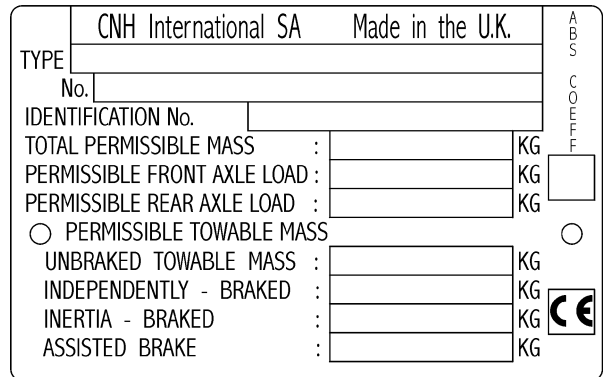 CNH International SA Made in the U.K.
TYPE
No.
IDENTIFICATION No.
TOTAL PERMISSIBLE MASS : KG
PERMISSIBLE FRONT AXLE LOAD : KG
PERMISSIBLE REAR AXLE LOAD : KG
PERMISSIBLE TOWABLE MASS
UNBRAKED TOWABLE MASS : KG
INDEPENDENTLY - BRAKED : KG
INERTIA - BRAKED : KG
ASSISTED BRAKE : KG
ABS COEFF
CE